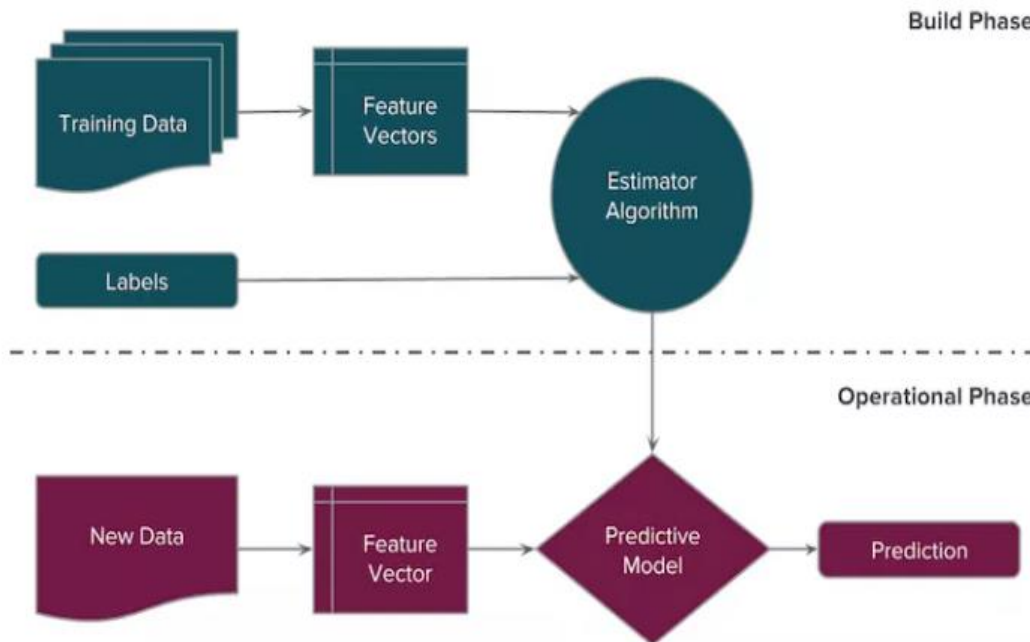 Build Phase
Training Data
Feature
Vectors
Estimator
Algorithm
Labels
Operational Phase
New Data
Feature
Vector
Predictive
Model
Prediction